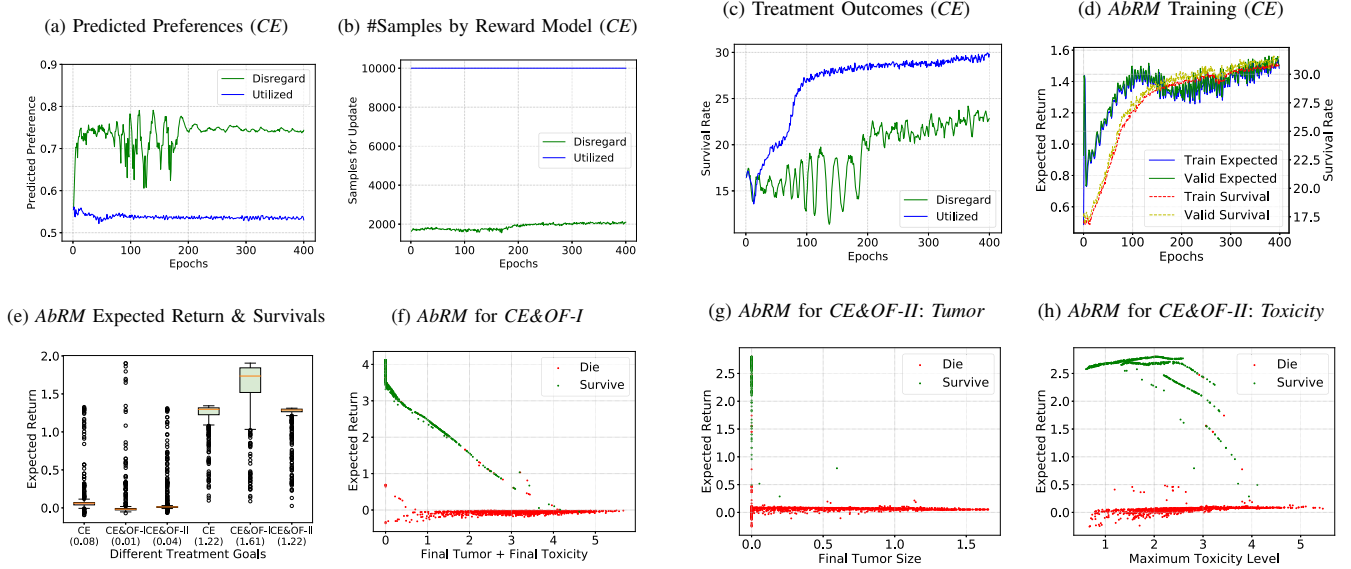 (a) Predicted Preferences (CE)
0.9
0.8
0.7
0.6
0.5
Predicted Preference
Disregard
Utilized
0 100 200 300 400
Epochs
(b) #Samples by Reward Model (CE)
10000
8000
6000
4000
2000
Samples for Update
Disregard
Utilized
0 100 200 300 400
Epochs
(c) Treatment Outcomes (CE)
30
25
20
15
Survival Rate
Disregard
Utilized
0 100 200 300 400
Epochs
(d) AbRM Training (CE)
1.6
1.4
1.2
1.0
0.8
0.6
Expected Return
Train Expected
Valid Expected
Train Survival
Valid Survival
30.0
27.5
25.0
22.5
20.0
17.5
Survival Rate
0 100 200 300 400
Epochs
(e) AbRM Expected Return & Survivals
2.0
1.5
1.0
0.5
0.0
Expected Return
CE CE&OF-I CE&OF-II CE CE&OF-I CE&OF-II
(0.08) (0.01) (0.04) (1.22) (1.61) (1.22)
Different Treatment Goals
(f) AbRM for CE&OF-I
4
3
2
1
0
Expected Return
Die
Survive
0 1 2 3 4 5
Final Tumor + Final Toxicity
(g) AbRM for CE&OF-II: Tumor
2.5
2.0
1.5
1.0
0.5
0.0
Expected Return
Die
Survive
0.0 0.5 1.0 1.5
Final Tumor Size
(h) AbRM for CE&OF-II: Toxicity
2.5
2.0
1.5
1.0
0.5
0.0
Expected Return
Die
Survive
1 2 3 4 5
Maximum Toxicity Level